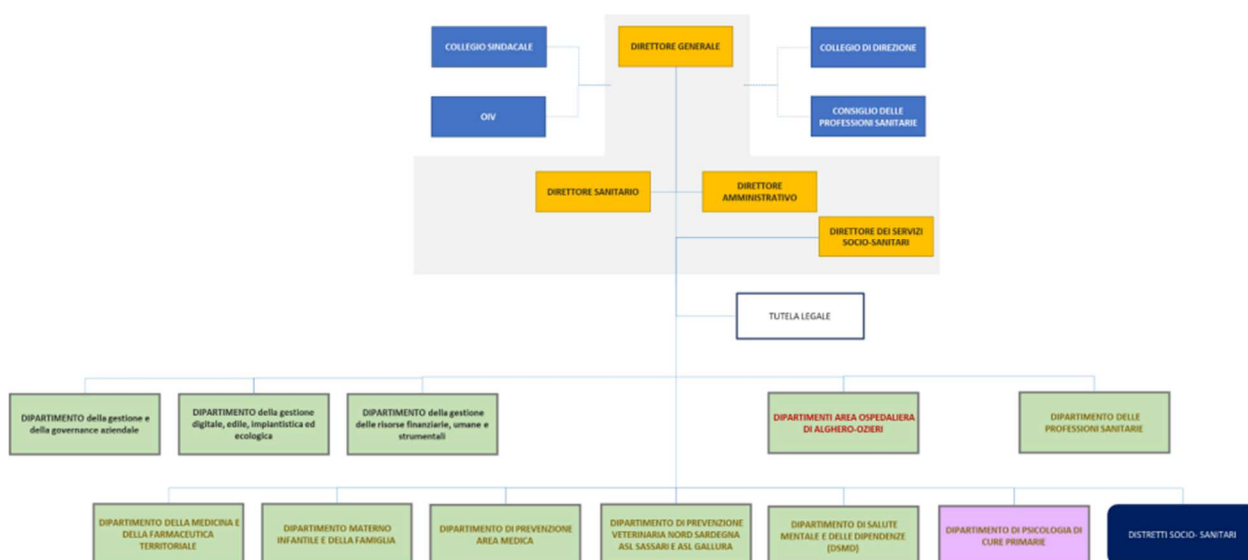 COLLEGIO SINDACALE
DIRETTORE GENERALE
COLLEGIO DI DIREZIONE
OIV
CONSIGLIO DELLE
PROFESSIONI SANITARIE
DIRETTORE SANITARIO
DIRETTORE
AMMINISTRATIVO
DIRETTORE DEI SERVIZI
SOCIO-SANITARI
TUTELA LEGALE
DIPARTIMENTO della gestione e
della governance aziendale
DIPARTIMENTO della gestione
digitale, edile, impiantistica ed
ecologica
DIPARTIMENTO della gestione
delle risorse finanziarie, umane e
strumentali
DIPARTIMENTI AREA OSPEDALIERA
DI ALGHERO-OZIERI
DIPARTIMENTO DELLE
PROFESSIONI SANITARIE
DIPARTIMENTO DELLA MEDICINA E
DELLA FARMACEUTICA
TERRITORIALE
DIPARTIMENTO MATERNO
INFANTILE E DELLA FAMIGLIA
DIPARTIMENTO DI PREVENZIONE
AREA MEDICA
DIPARTIMENTO DI PREVENZIONE
VETERINARIA NORD SARDEGNA
ASL SASSARI E ASL GALLURA
DIPARTIMENTO DI SALUTE
MENTALE E DELLE DIPENDENZE
(DSMD)
DIPARTIMENTO DI PSICOLOGIA DI
CURE PRIMARIE
DISTRETTI SOCIO- SANITARI